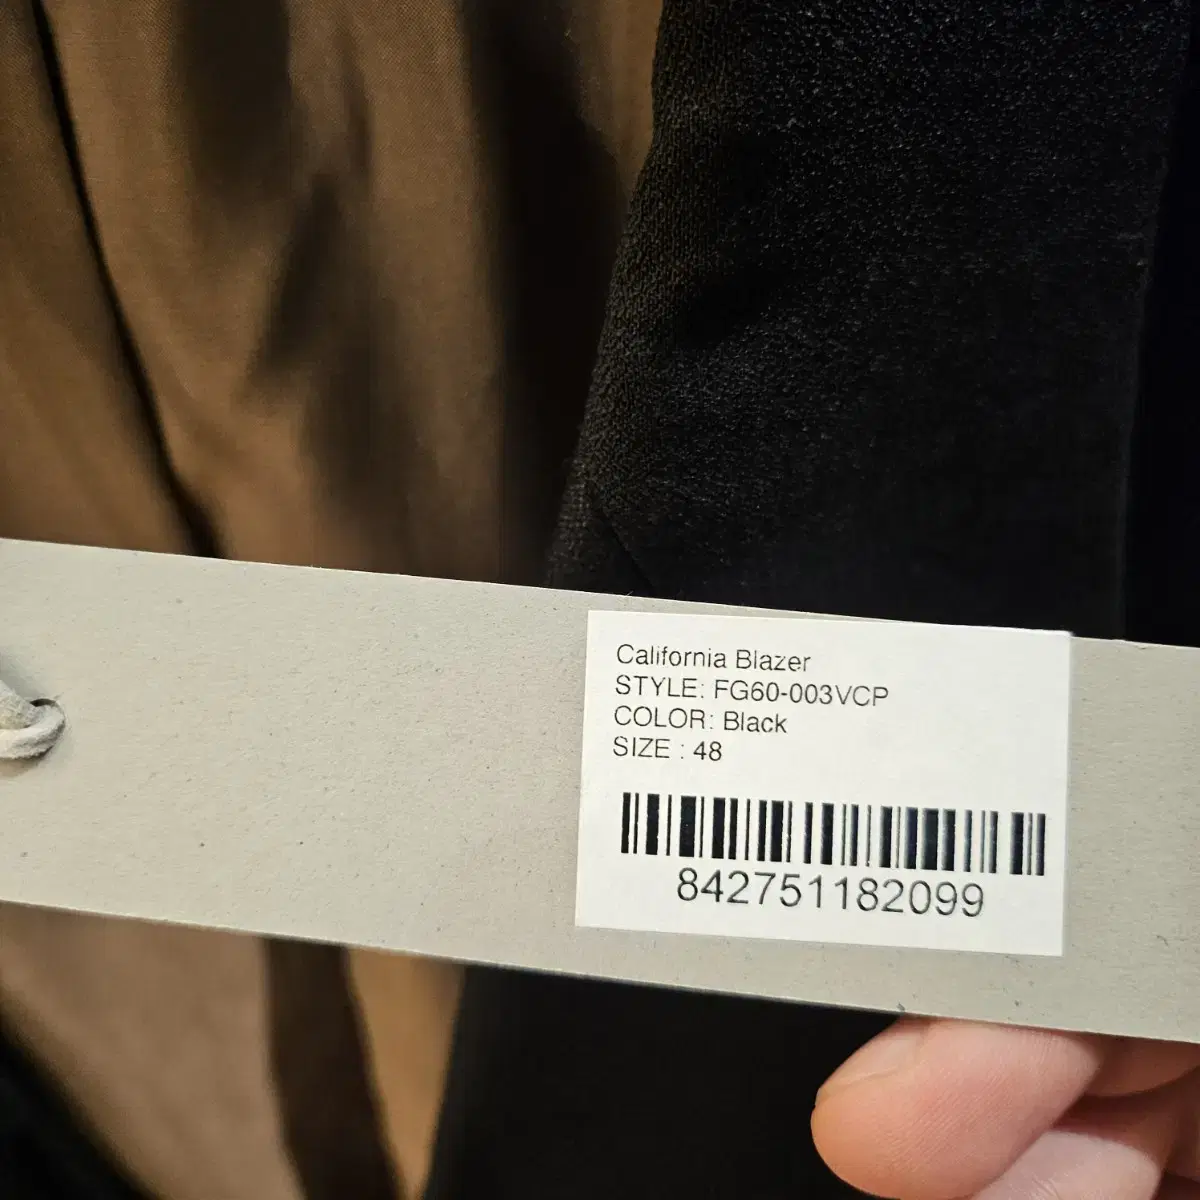 California Blazer
STYLE: FG60-003VCP
COLOR: Black
SIZE : 48
842751182099